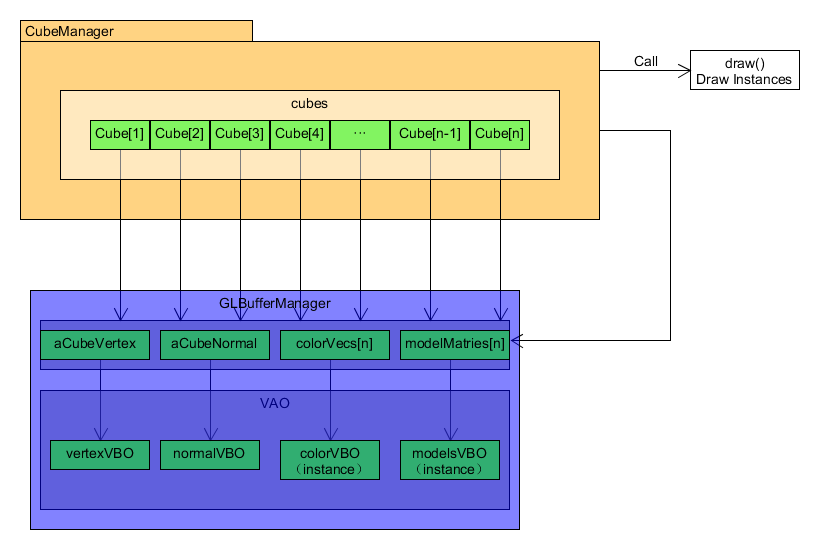 CubeManager
Call
draw()
Draw Instances
cubes
Cube[1]
Cube[2]
Cube[3]
Cube[4]
...
Cube[n-1]
Cube[n]
GLBufferManager
aCubeVertex
aCubeNormal
colorVecs[n]
modelMatries[n]
VAO
vertexVBO
normalVBO
colorVBO
（instance）
modelsVBO
（instance）